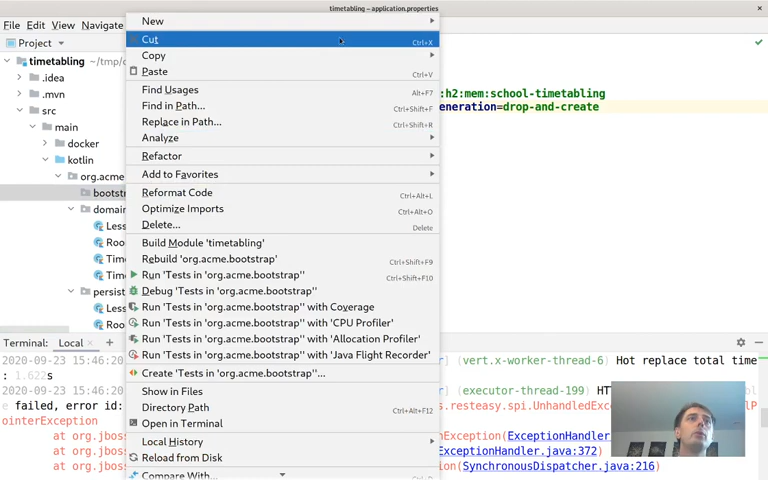 timetabling – application.properties
File Edit View Navigate
New
Cut Ctrl+X
Copy
Paste Ctrl+V
Find Usages Alt+F7
Find in Path... Ctrl+Shift+F
Replace in Path... Ctrl+Shift+R
Analyze
Refactor
Add to Favorites
Reformat Code Ctrl+Alt+L
Optimize Imports Ctrl+Alt+O
Delete... Delete
Build Module 'timetabling'
Rebuild 'org.acme.bootstrap' Ctrl+Shift+F9
Run 'Tests in 'org.acme.bootstrap'' Ctrl+Shift+F10
Debug 'Tests in 'org.acme.bootstrap''
Run 'Tests in 'org.acme.bootstrap'' with Coverage
Run 'Tests in 'org.acme.bootstrap'' with 'CPU Profiler'
Run 'Tests in 'org.acme.bootstrap'' with 'Allocation Profiler'
Run 'Tests in 'org.acme.bootstrap'' with 'Java Flight Recorder'
Create 'Tests in 'org.acme.bootstrap''...
Show in Files
Directory Path Ctrl+Alt+F12
Open in Terminal
Local History
Reload from Disk
Compare With...
Project
timetabling ~/tmp/
.idea
.mvn
src
main
docker
kotlin
org.acme
bootstr
domai
Less
Roo
Time
Time
persist
Less
Roo
:h2:mem:school-timetabling
eneration=drop-and-create
Terminal: Local
2020-09-23 15:46:20 ] (vert.x-worker-thread-6) Hot replace total time
: 1.622s
2020-09-23 15:46:20 ] (executor-thread-199) HT
e failed, error id: s.resteasy.spi.UnhandledExc
ointerException
at org.jboss xception(ExceptionHandler
at org.jboss ExceptionHandler.java:372)
at org.jboss ion(SynchronousDispatcher.java:216)